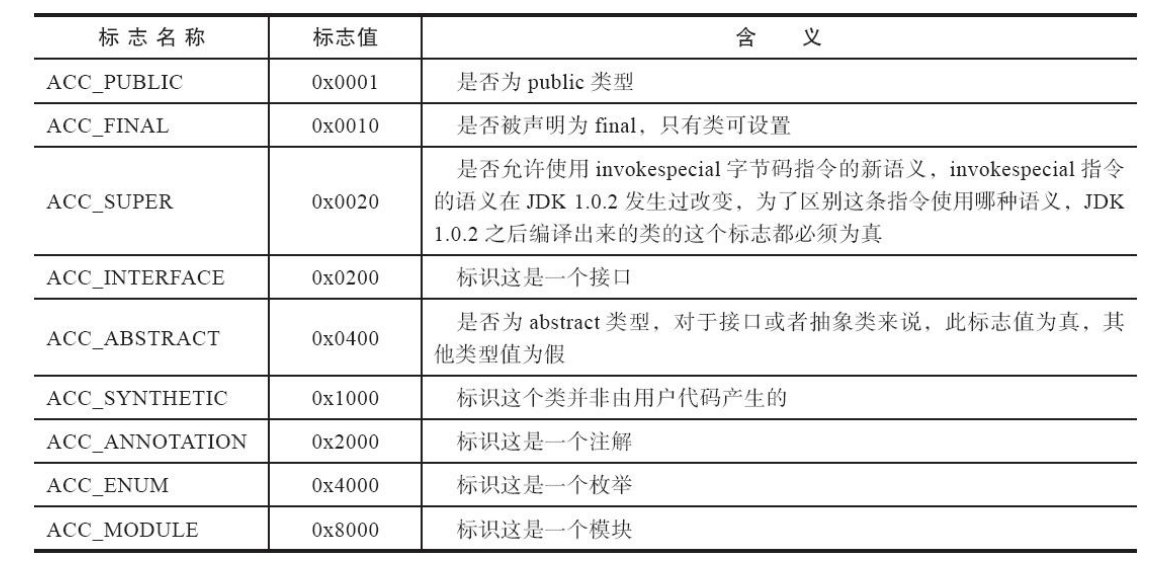 标志名称 标志值 含 义
ACC_PUBLIC 0x0001 是否为 public 类型
ACC_FINAL 0x0010 是否被声明为 final，只有类可设置
是否允许使用 invokespecial 字节码指令的新语义，invokespecial 指令
ACC_SUPER 0x0020 的语义在 JDK 1.0.2 发生过改变，为了区别这条指令使用哪种语义，JDK
1.0.2 之后编译出来的类的这个标志都必须为真
ACC_INTERFACE 0x0200 标识这是一个接口
ACC_ABSTRACT 0x0400 是否为 abstract 类型，对于接口或者抽象类来说，此标志值为真，其
他类型值为假
ACC_SYNTHETIC 0x1000 标识这个类并非由用户代码产生的
ACC_ANNOTATION 0x2000 标识这是一个注解
ACC_ENUM 0x4000 标识这是一个枚举
ACC_MODULE 0x8000 标识这是一个模块